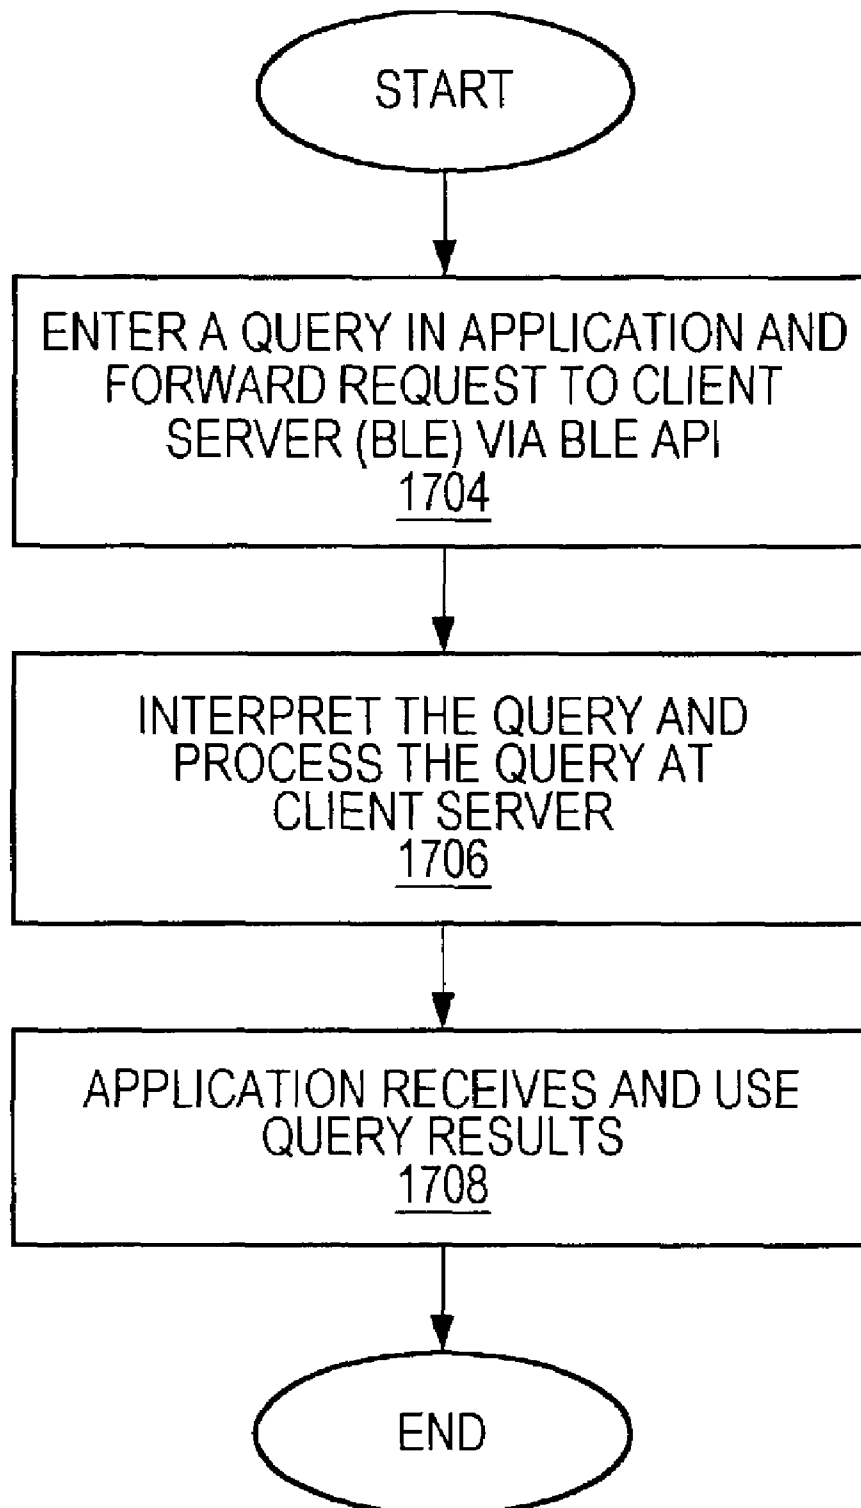 START
ENTER A QUERY IN APPLICATION AND
FORWARD REQUEST TO CLIENT
SERVER (BLE) VIA BLE API
1704
INTERPRET THE QUERY AND
PROCESS THE QUERY AT
CLIENT SERVER
1706
APPLICATION RECEIVES AND USE
QUERY RESULTS
1708
END